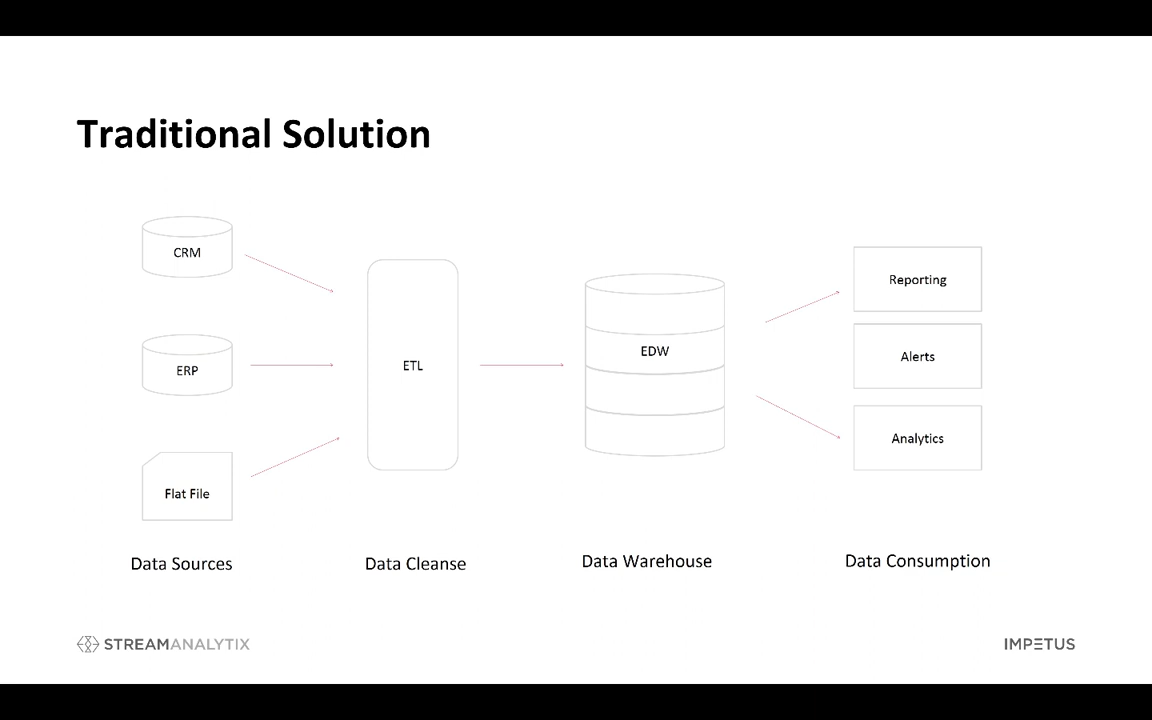 Traditional Solution
CRM
ERP
Flat File
ETL
EDW
Reporting
Alerts
Analytics
Data Sources
Data Cleanse
Data Warehouse
Data Consumption
STREAMANALYTIX
IMPETUS